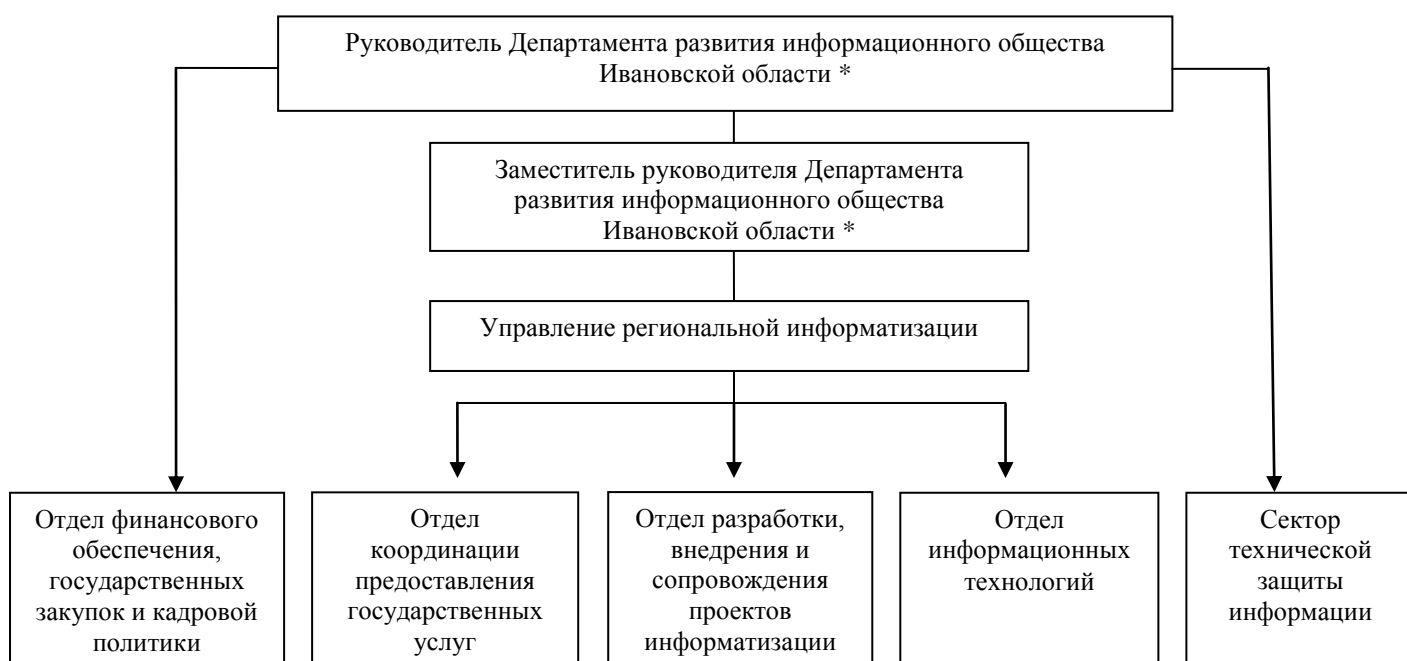 Руководитель Департамента развития информационного общества
Ивановской области *
Заместитель руководителя Департамента
развития информационного общества
Ивановской области *
Управление региональной информатизации
Отдел финансового
обеспечения,
государственных
закупок и кадровой
политики
Отдел
координации
предоставления
государственных
услуг
Отдел разработки,
внедрения и
сопровождения
проектов
информатизации
Отдел
информационных
технологий
Сектор
технической
защиты
информации